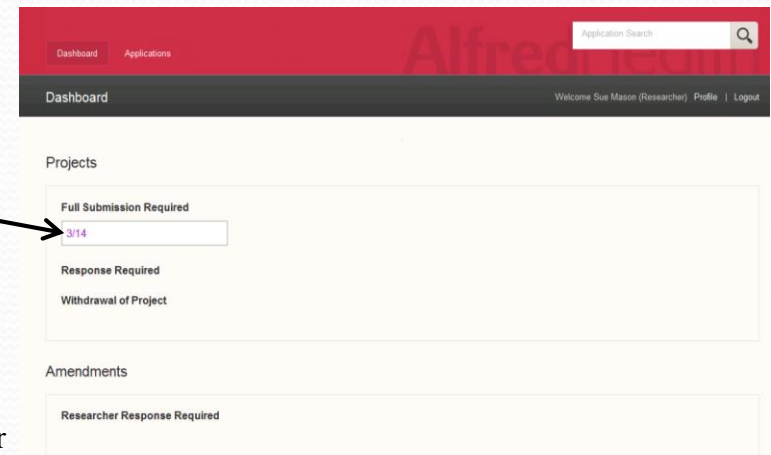 Application Search
Dashboard Applications
AlfredHealth
Dashboard
Welcome Sue Mason (Researcher) Profile | Logout
Projects
Full Submission Required
3/14
Response Required
Withdrawal of Project
Amendments
Researcher Response Required
r